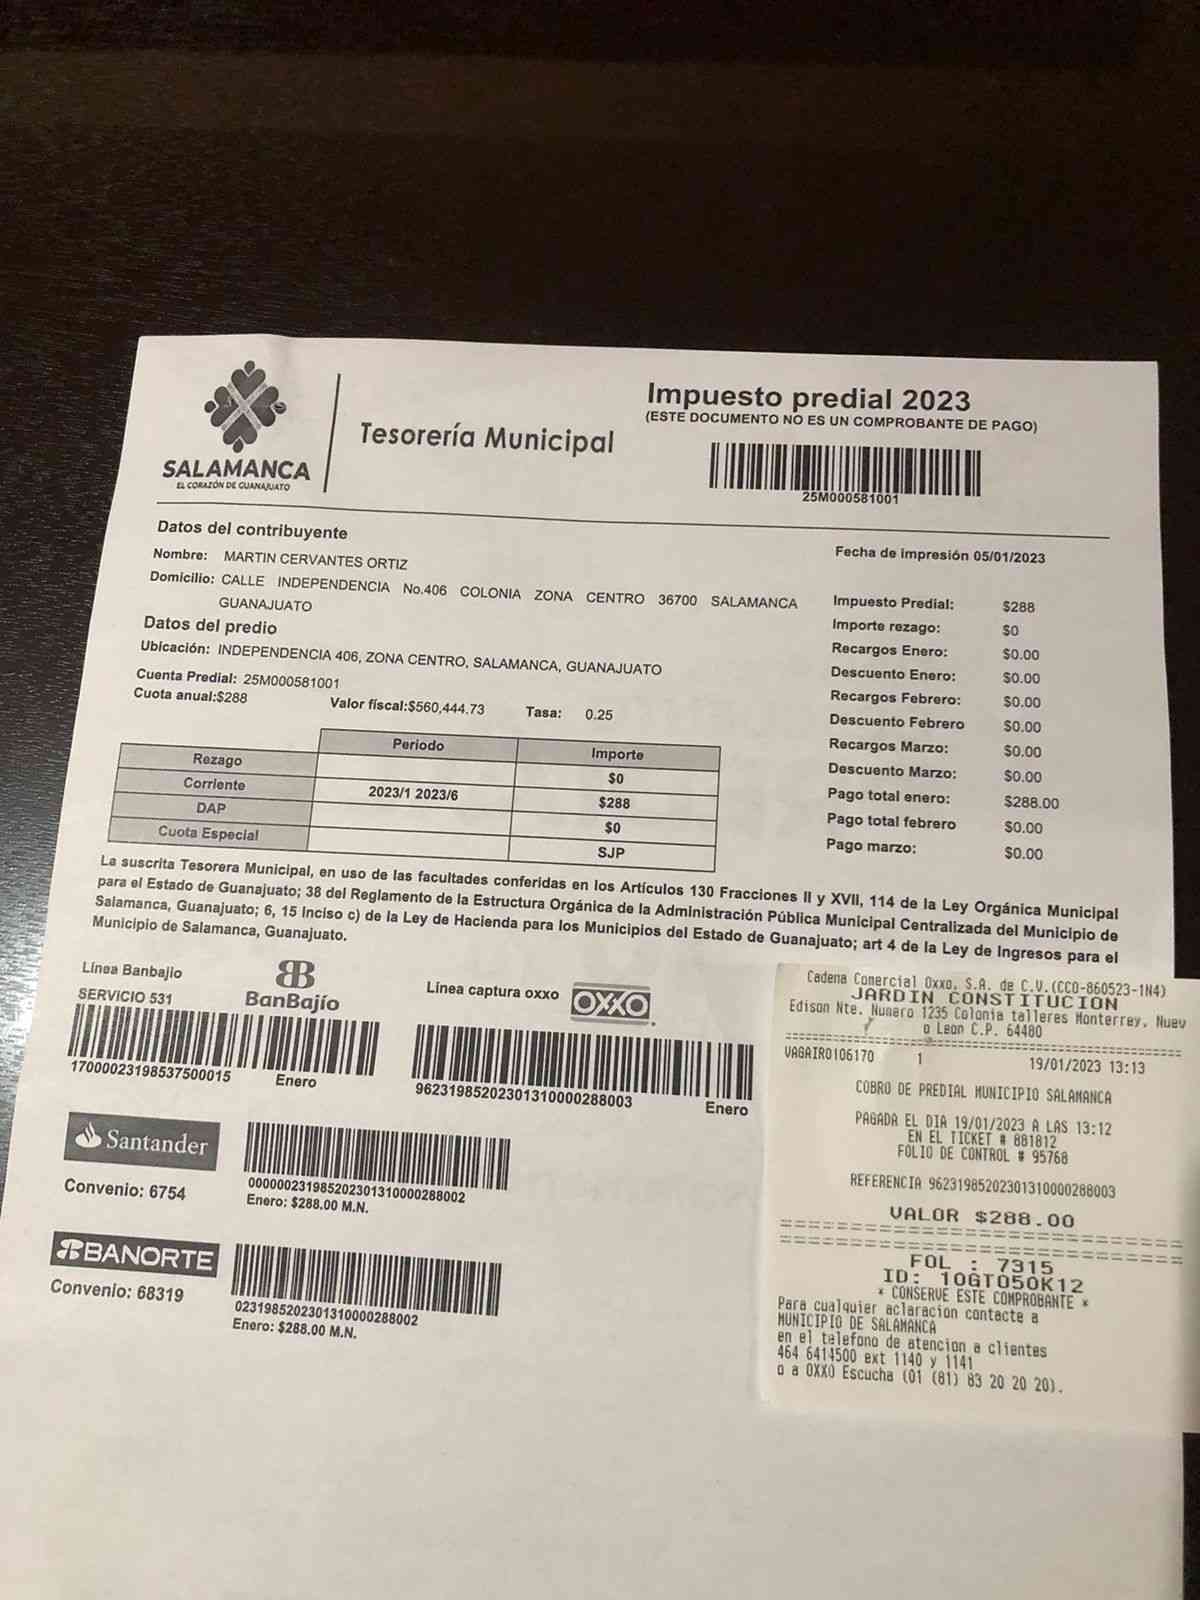 SALAMANCA
EL CORAZÓN DE GUANAJUATO
Tesorería Municipal
Impuesto predial 2023
(ESTE DOCUMENTO NO ES UN COMPROBANTE DE PAGO)
25M000581001
Datos del contribuyente
Nombre: MARTIN CERVANTES ORTIZ
Domicilio: CALLE INDEPENDENCIA No.406 COLONIA ZONA CENTRO 36700 SALAMANCA
GUANAJUATO
Datos del predio
Ubicación: INDEPENDENCIA 406, ZONA CENTRO, SALAMANCA, GUANAJUATO
Cuenta Predial: 25M000581001
Cuota anual:$288 Valor fiscal:$560,444.73 Tasa: 0.25
Fecha de impresión 05/01/2023
Impuesto Predial: $288
Importe rezago: $0
Recargos Enero: $0.00
Descuento Enero: $0.00
Recargos Febrero: $0.00
Descuento Febrero $0.00
Recargos Marzo: $0.00
Descuento Marzo: $0.00
Pago total enero: $288.00
Pago total febrero $0.00
Pago marzo: $0.00
Periodo Importe
Rezago $0
Corriente 2023/1 2023/6 $288
DAP $0
Cuota Especial SJP
La suscrita Tesorera Municipal, en uso de las facultades conferidas en los Artículos 130 Fracciones II y XVII, 114 de la Ley Orgánica Municipal
para el Estado de Guanajuato; 38 del Reglamento de la Estructura Orgánica de la Administración Pública Municipal Centralizada del Municipio de
Salamanca, Guanajuato; 6, 15 Inciso c) de la Ley de Hacienda para los Municipios del Estado de Guanajuato; art 4 de la Ley de Ingresos para el
Municipio de Salamanca, Guanajuato.
Línea Banbajio
SERVICIO 531
BanBajío
17000023198537500015 Enero
Línea captura oxxo OXXO
96231985202301310000288003
Enero
Santander
Convenio: 6754
000000231985202301310000288002
Enero: $288.00 M.N.
BANORTE
Convenio: 68319
0231985202301310000288002
Enero: $288.00 M.N.
Cadena Comercial Oxxo, S.A. de C.V.(CCO-860523-1N4)
JARDIN CONSTITUCION
Edison Nte. Numero 1235 Colonia talleres Monterrey, Nuev
o Leon C.P. 64480
VAGAIR0106170 1 19/01/2023 13:13
COBRO DE PREDIAL MUNICIPIO SALAMANCA
PAGADA EL DIA 19/01/2023 A LAS 13:12
EN EL TICKET # 881812
FOLIO DE CONTROL # 95768
REFERENCIA 96231985202301310000288003
VALOR $288.00
FOL : 7315
ID: 10GTO50K12
* CONSERVE ESTE COMPROBANTE *
Para cualquier aclaracion contacte a
MUNICIPIO DE SALAMANCA
en el telefono de atencion a clientes
464 6414500 ext 1140 y 1141
o a OXXO Escucha (01 (81) 83 20 20 20).